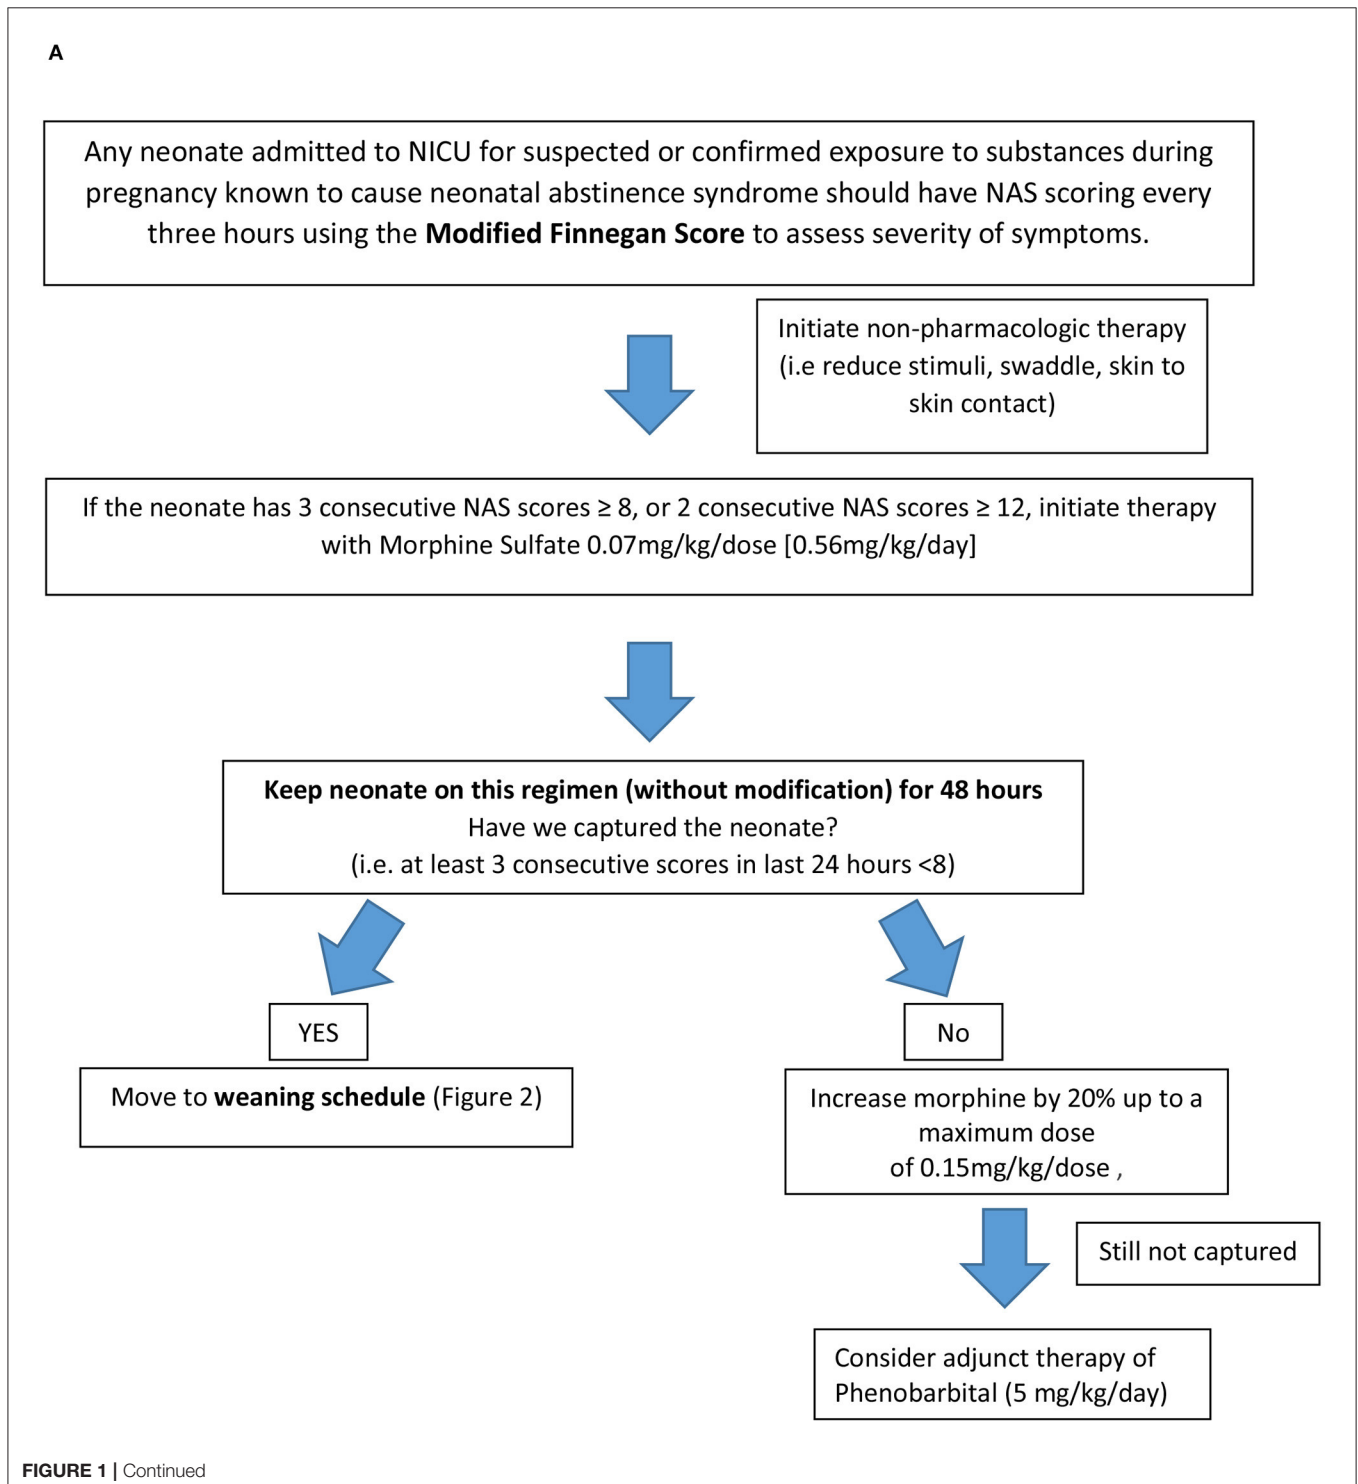 A
Any neonate admitted to NICU for suspected or confirmed exposure to substances during
pregnancy known to cause neonatal abstinence syndrome should have NAS scoring every
three hours using the Modified Finnegan Score to assess severity of symptoms.
Initiate non-pharmacologic therapy
(i.e reduce stimuli, swaddle, skin to
skin contact)
If the neonate has 3 consecutive NAS scores ≥ 8, or 2 consecutive NAS scores ≥ 12, initiate therapy
with Morphine Sulfate 0.07mg/kg/dose [0.56mg/kg/day]
Keep neonate on this regimen (without modification) for 48 hours
Have we captured the neonate?
(i.e. at least 3 consecutive scores in last 24 hours <8)
YES
Move to weaning schedule (Figure 2)
No
Increase morphine by 20% up to a
maximum dose
of 0.15mg/kg/dose ,
Still not captured
Consider adjunct therapy of
Phenobarbital (5 mg/kg/day)
FIGURE 1 | Continued